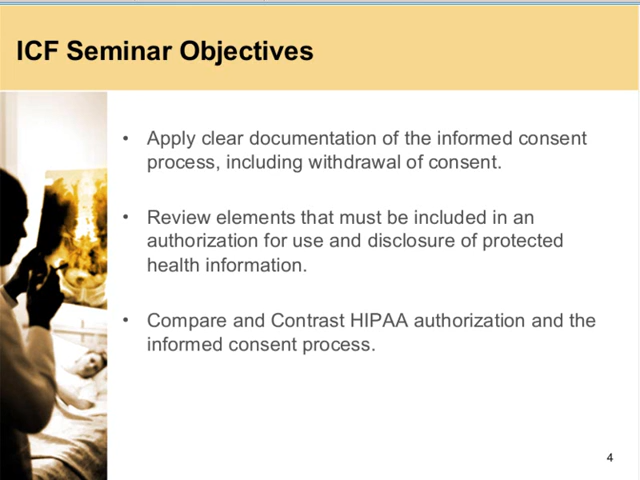 ICF Seminar Objectives
• Apply clear documentation of the informed consent
process, including withdrawal of consent.
• Review elements that must be included in an
authorization for use and disclosure of protected
health information.
• Compare and Contrast HIPAA authorization and the
informed consent process.
4